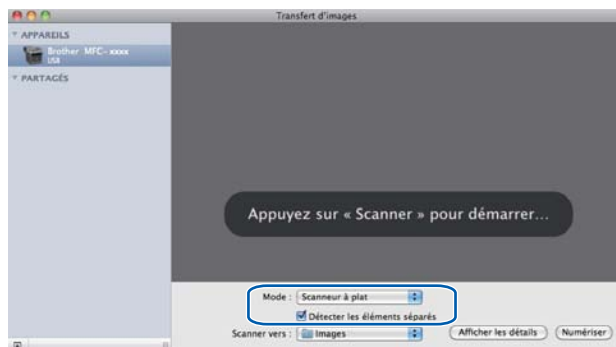 Transfert d'images
▼ APPAREILS
Brother MFC-xxxx
USB
▼ PARTAGÉS
Appuyez sur « Scanner » pour démarrer...
Mode : Scanneur à plat
Détecter les éléments séparés
Scanner vers : Images Afficher les détails Numériser